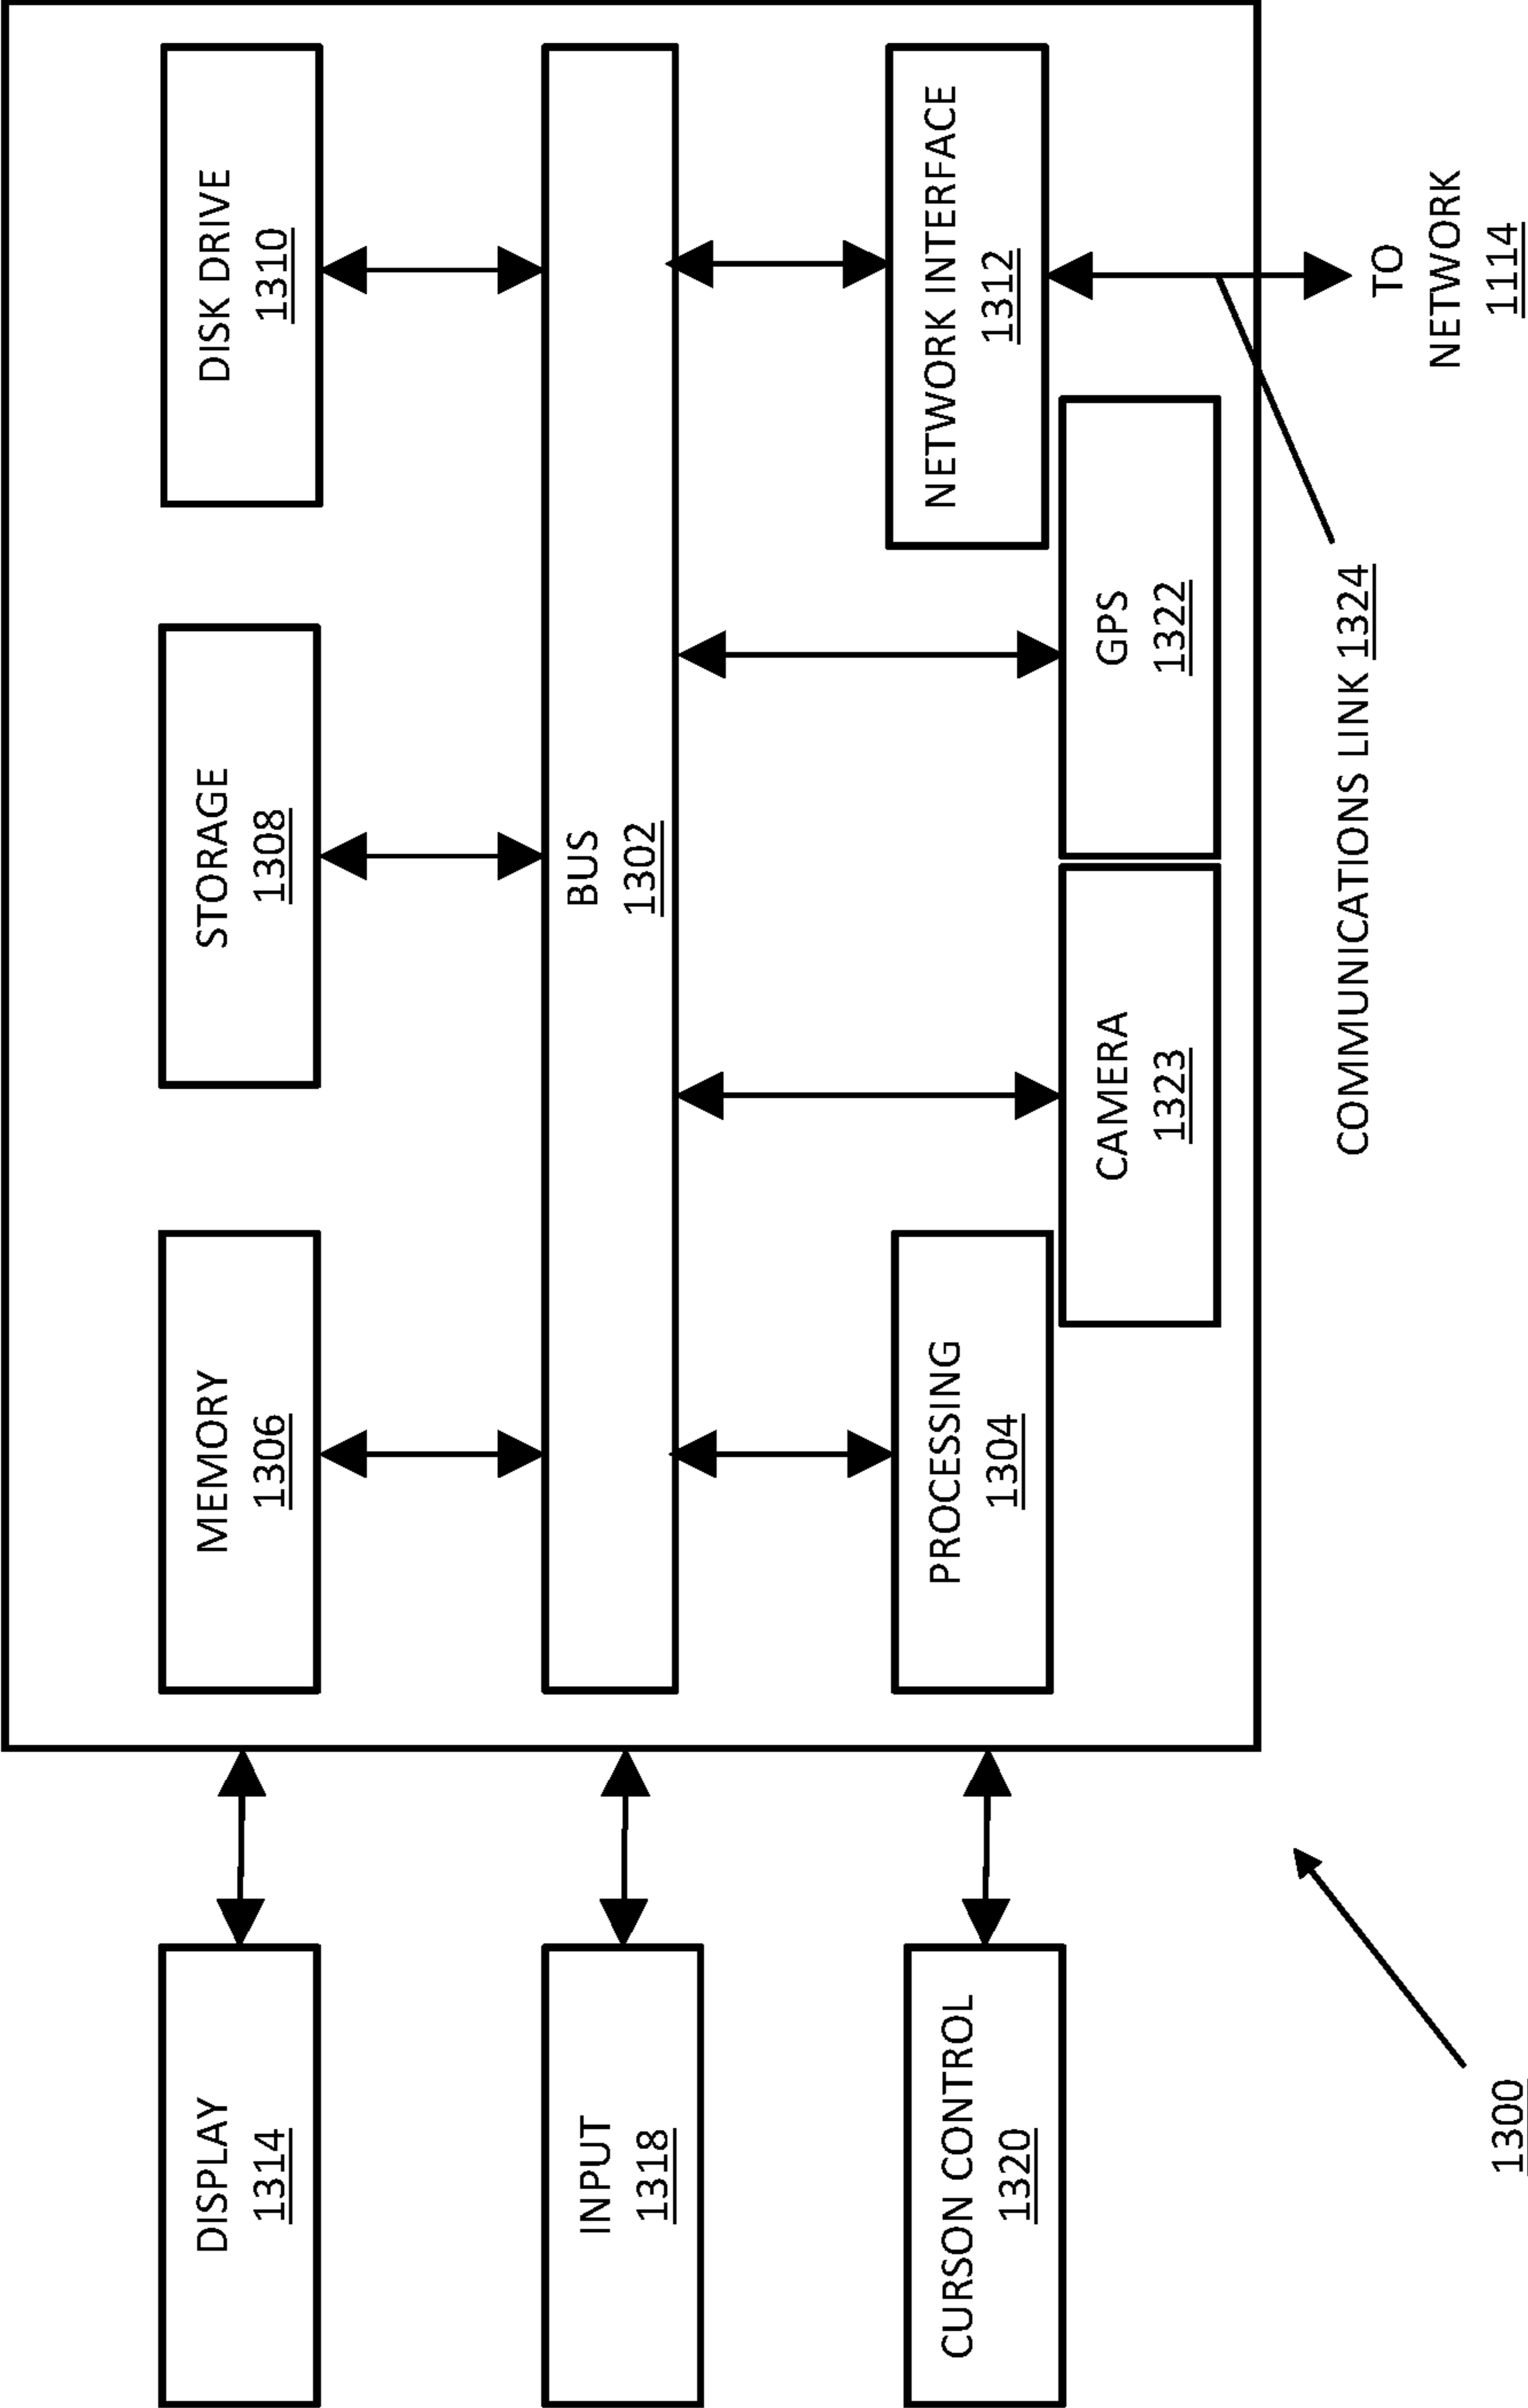 DISPLAY
1314
MEMORY
1306
STORAGE
1308
DISK DRIVE
1310
INPUT
1318
BUS
1302
CURSON CONTROL
1320
PROCESSING
1304
NETWORK INTERFACE
1312
CAMERA
1323
GPS
1322
COMMUNICATIONS LINK 1324
TO
NETWORK
1114
1300